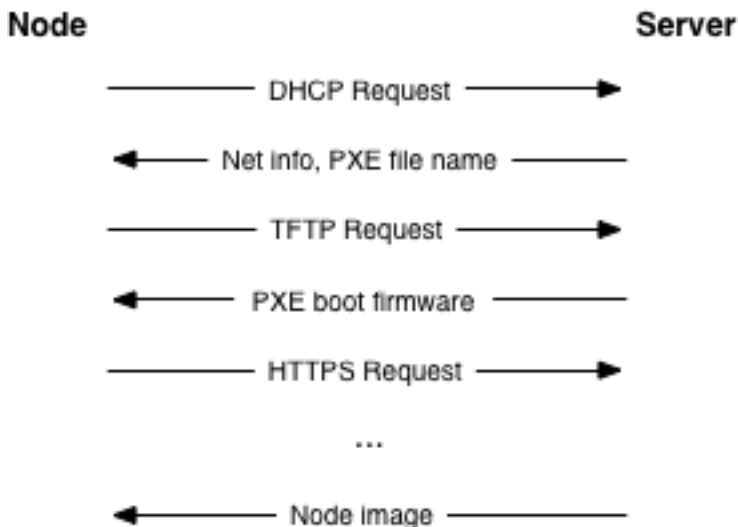 Node Server
DHCP Request
Net info, PXE file name
TFTP Request
PXE boot firmware
HTTPS Request
...
Node image